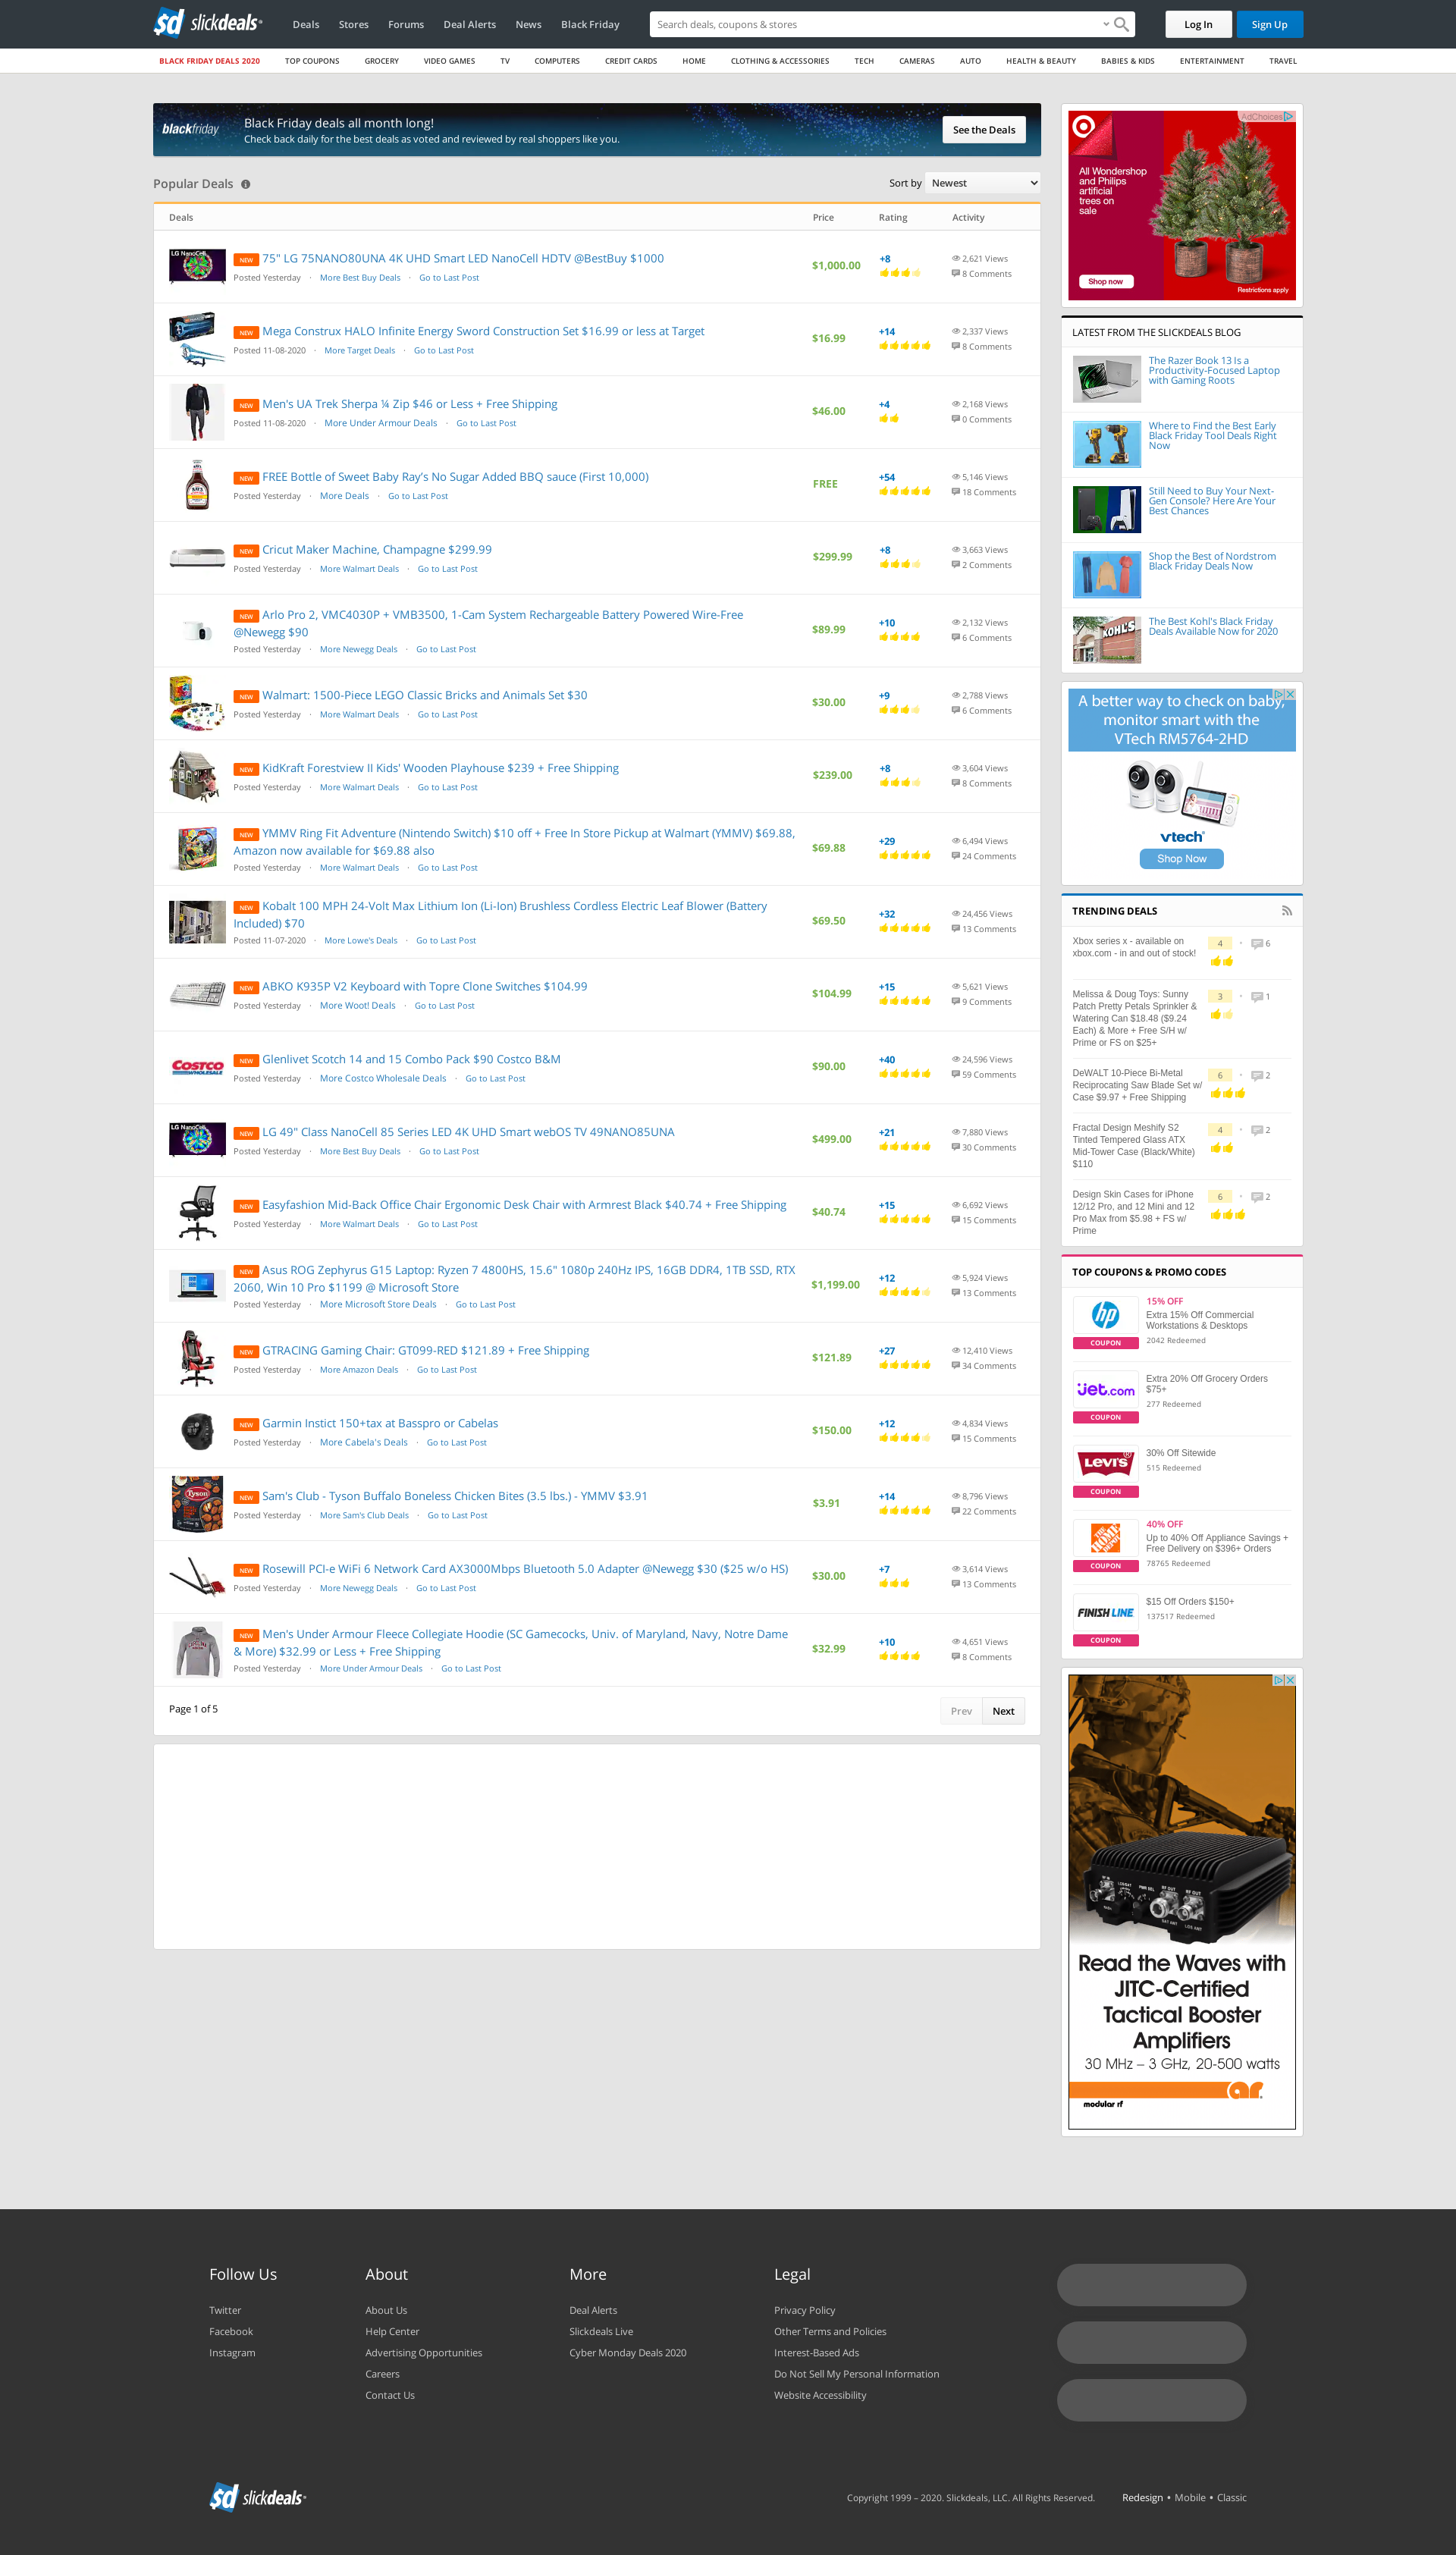 sd slickdeals
Deals Stores Forums Deal Alerts News Black Friday
Search deals, coupons & stores
Log In Sign Up
BLACK FRIDAY DEALS 2020 TOP COUPONS GROCERY VIDEO GAMES TV COMPUTERS CREDIT CARDS HOME CLOTHING & ACCESSORIES TECH CAMERAS AUTO HEALTH & BEAUTY BABIES & KIDS ENTERTAINMENT TRAVEL
blackfriday
Black Friday deals all month long!
Check back daily for the best deals as voted and reviewed by real shoppers like you.
See the Deals
Popular Deals
Sort by Newest
Deals Price Rating Activity
NEW 75" LG 75NANO80UNA 4K UHD Smart LED NanoCell HDTV @BestBuy $1000
Posted Yesterday · More Best Buy Deals · Go to Last Post
$1,000.00
+8
2,621 Views
8 Comments
NEW Mega Construx HALO Infinite Energy Sword Construction Set $16.99 or less at Target
Posted 11-08-2020 · More Target Deals · Go to Last Post
$16.99
+14
2,337 Views
8 Comments
NEW Men's UA Trek Sherpa ¼ Zip $46 or Less + Free Shipping
Posted 11-08-2020 · More Under Armour Deals · Go to Last Post
$46.00
+4
2,168 Views
0 Comments
NEW FREE Bottle of Sweet Baby Ray's No Sugar Added BBQ sauce (First 10,000)
Posted Yesterday · More Deals · Go to Last Post
FREE
+54
5,146 Views
18 Comments
NEW Cricut Maker Machine, Champagne $299.99
Posted Yesterday · More Walmart Deals · Go to Last Post
$299.99
+8
3,663 Views
2 Comments
NEW Arlo Pro 2, VMC4030P + VMB3500, 1-Cam System Rechargeable Battery Powered Wire-Free
@Newegg $90
Posted Yesterday · More Newegg Deals · Go to Last Post
$89.99
+10
2,132 Views
6 Comments
NEW Walmart: 1500-Piece LEGO Classic Bricks and Animals Set $30
Posted Yesterday · More Walmart Deals · Go to Last Post
$30.00
+9
2,788 Views
6 Comments
NEW KidKraft Forestview II Kids' Wooden Playhouse $239 + Free Shipping
Posted Yesterday · More Walmart Deals · Go to Last Post
$239.00
+8
3,604 Views
8 Comments
NEW YMMV Ring Fit Adventure (Nintendo Switch) $10 off + Free In Store Pickup at Walmart (YMMV) $69.88,
Amazon now available for $69.88 also
Posted Yesterday · More Walmart Deals · Go to Last Post
$69.88
+29
6,494 Views
24 Comments
NEW Kobalt 100 MPH 24-Volt Max Lithium Ion (Li-Ion) Brushless Cordless Electric Leaf Blower (Battery
Included) $70
Posted 11-07-2020 · More Lowe's Deals · Go to Last Post
$69.50
+32
24,456 Views
13 Comments
NEW ABKO K935P V2 Keyboard with Topre Clone Switches $104.99
Posted Yesterday · More Woot! Deals · Go to Last Post
$104.99
+15
5,621 Views
9 Comments
COSTCO WHOLESALE
NEW Glenlivet Scotch 14 and 15 Combo Pack $90 Costco B&M
Posted Yesterday · More Costco Wholesale Deals · Go to Last Post
$90.00
+40
24,596 Views
59 Comments
NEW LG 49" Class NanoCell 85 Series LED 4K UHD Smart webOS TV 49NANO85UNA
Posted Yesterday · More Best Buy Deals · Go to Last Post
$499.00
+21
7,880 Views
30 Comments
NEW Easyfashion Mid-Back Office Chair Ergonomic Desk Chair with Armrest Black $40.74 + Free Shipping
Posted Yesterday · More Walmart Deals · Go to Last Post
$40.74
+15
6,692 Views
15 Comments
NEW Asus ROG Zephyrus G15 Laptop: Ryzen 7 4800HS, 15.6" 1080p 240Hz IPS, 16GB DDR4, 1TB SSD, RTX
2060, Win 10 Pro $1199 @ Microsoft Store
Posted Yesterday · More Microsoft Store Deals · Go to Last Post
$1,199.00
+12
5,924 Views
13 Comments
NEW GTRACING Gaming Chair: GT099-RED $121.89 + Free Shipping
Posted Yesterday · More Amazon Deals · Go to Last Post
$121.89
+27
12,410 Views
34 Comments
NEW Garmin Instict 150+tax at Basspro or Cabelas
Posted Yesterday · More Cabela's Deals · Go to Last Post
$150.00
+12
4,834 Views
15 Comments
Tyson
NEW Sam's Club - Tyson Buffalo Boneless Chicken Bites (3.5 lbs.) - YMMV $3.91
Posted Yesterday · More Sam's Club Deals · Go to Last Post
$3.91
+14
8,796 Views
22 Comments
NEW Rosewill PCI-e WiFi 6 Network Card AX3000Mbps Bluetooth 5.0 Adapter @Newegg $30 ($25 w/o HS)
Posted Yesterday · More Newegg Deals · Go to Last Post
$30.00
+7
3,614 Views
13 Comments
NEW Men's Under Armour Fleece Collegiate Hoodie (SC Gamecocks, Univ. of Maryland, Navy, Notre Dame
& More) $32.99 or Less + Free Shipping
Posted Yesterday · More Under Armour Deals · Go to Last Post
$32.99
+10
4,651 Views
8 Comments
Page 1 of 5
Prev Next
AdChoices
All Wondershop
and Philips
artificial
trees on
sale
Shop now
Restrictions apply
LATEST FROM THE SLICKDEALS BLOG
The Razer Book 13 Is a
Productivity-Focused Laptop
with Gaming Roots
Where to Find the Best Early
Black Friday Tool Deals Right
Now
Still Need to Buy Your Next-
Gen Console? Here Are Your
Best Chances
Shop the Best of Nordstrom
Black Friday Deals Now
KOHL'S
The Best Kohl's Black Friday
Deals Available Now for 2020
A better way to check on baby,
monitor smart with the
VTech RM5764-2HD
vtech
Shop Now
TRENDING DEALS
Xbox series x - available on
xbox.com - in and out of stock!
4 • 6
Melissa & Doug Toys: Sunny
Patch Pretty Petals Sprinkler &
Watering Can $18.48 ($9.24
Each) & More + Free S/H w/
Prime or FS on $25+
3 • 1
DeWALT 10-Piece Bi-Metal
Reciprocating Saw Blade Set w/
Case $9.97 + Free Shipping
6 • 2
Fractal Design Meshify S2
Tinted Tempered Glass ATX
Mid-Tower Case (Black/White)
$110
4 • 2
Design Skin Cases for iPhone
12/12 Pro, and 12 Mini and 12
Pro Max from $5.98 + FS w/
Prime
6 • 2
TOP COUPONS & PROMO CODES
hp
COUPON
15% OFF
Extra 15% Off Commercial
Workstations & Desktops
2042 Redeemed
jet.com
COUPON
Extra 20% Off Grocery Orders
$75+
277 Redeemed
LEVI'S
COUPON
30% Off Sitewide
515 Redeemed
THE HOME DEPOT
COUPON
40% OFF
Up to 40% Off Appliance Savings +
Free Delivery on $396+ Orders
78765 Redeemed
FINISH LINE
COUPON
$15 Off Orders $150+
137517 Redeemed
Read the Waves with
JITC-Certified
Tactical Booster
Amplifiers
30 MHz – 3 GHz, 20-500 watts
ar
modular rf
Follow Us
Twitter
Facebook
Instagram
About
About Us
Help Center
Advertising Opportunities
Careers
Contact Us
More
Deal Alerts
Slickdeals Live
Cyber Monday Deals 2020
Legal
Privacy Policy
Other Terms and Policies
Interest-Based Ads
Do Not Sell My Personal Information
Website Accessibility
sd slickdeals
Copyright 1999 – 2020. Slickdeals, LLC. All Rights Reserved. Redesign • Mobile • Classic